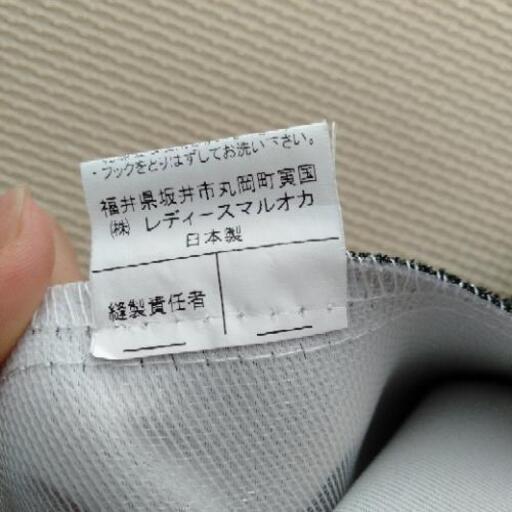 ・フックをとりはずしてお洗い下さい。
福井県坂井市丸岡町寅国
㈱ レディースマルオカ
日本製
縫製責任者